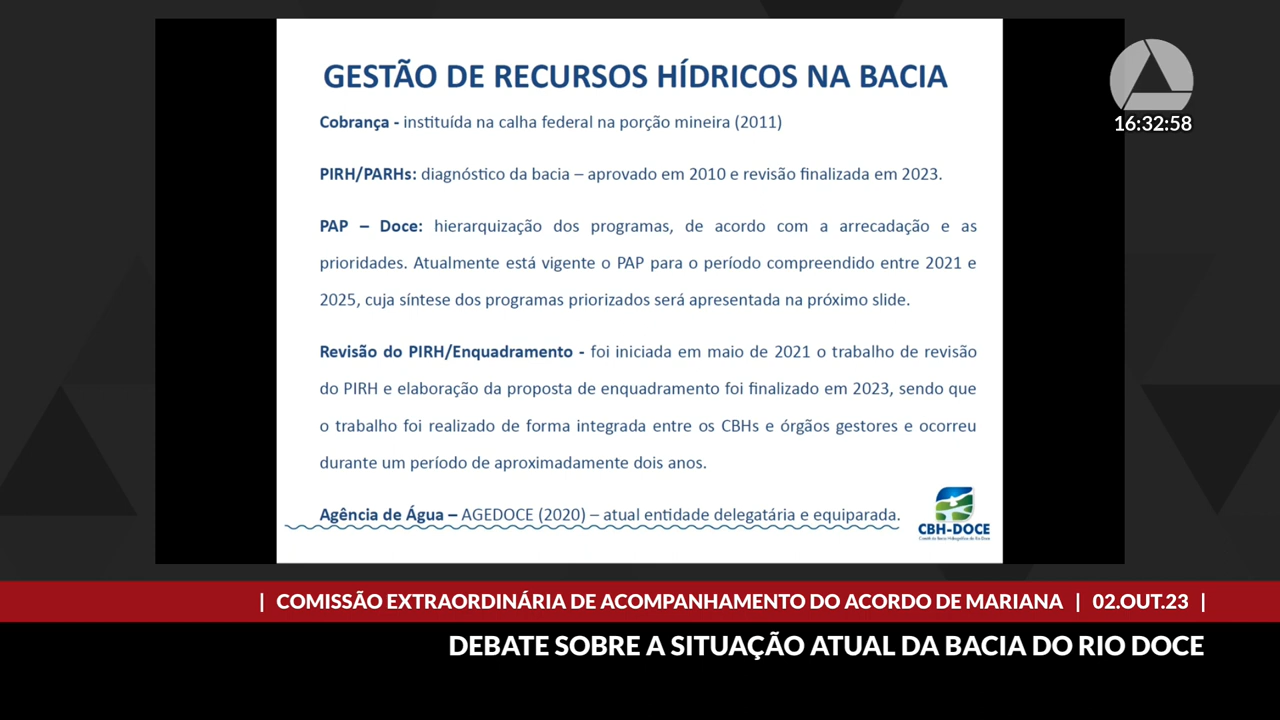 GESTÃO DE RECURSOS HÍDRICOS NA BACIA
Cobrança - instituída na calha federal na porção mineira (2011)
PIRH/PARHs: diagnóstico da bacia – aprovado em 2010 e revisão finalizada em 2023.
PAP – Doce: hierarquização dos programas, de acordo com a arrecadação e as
prioridades. Atualmente está vigente o PAP para o período compreendido entre 2021 e
2025, cuja síntese dos programas priorizados será apresentada na próximo slide.
Revisão do PIRH/Enquadramento - foi iniciada em maio de 2021 o trabalho de revisão
do PIRH e elaboração da proposta de enquadramento foi finalizado em 2023, sendo que
o trabalho foi realizado de forma integrada entre os CBHs e órgãos gestores e ocorreu
durante um período de aproximadamente dois anos.
Agência de Água – AGEDOCE (2020) – atual entidade delegatária e equiparada.
CBH-DOCE
Comitê da Bacia Hidrográfica do Rio Doce
16:32:58
| COMISSÃO EXTRAORDINÁRIA DE ACOMPANHAMENTO DO ACORDO DE MARIANA | 02.OUT.23 |
DEBATE SOBRE A SITUAÇÃO ATUAL DA BACIA DO RIO DOCE